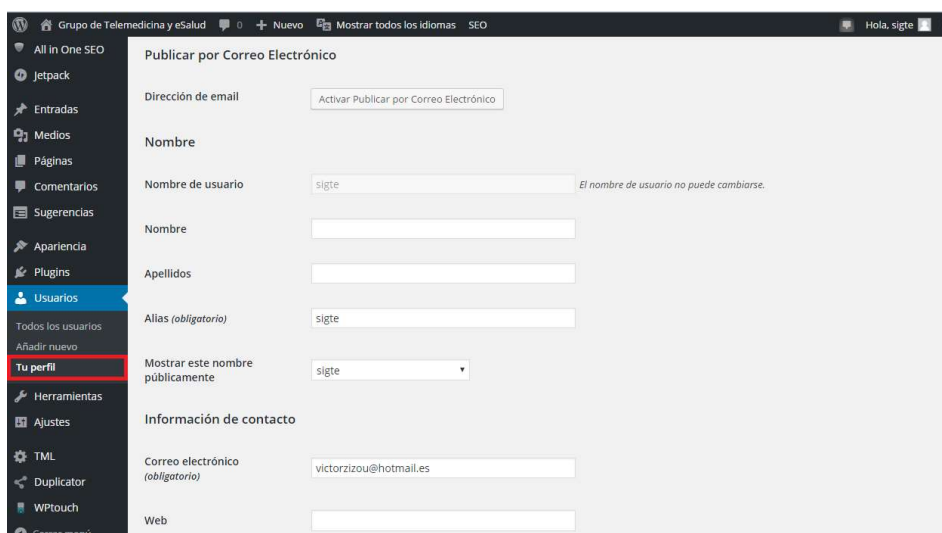 Grupo de Telemedicina y eSalud 0 + Nuevo Mostrar todos los idiomas SEO Hola, sigte
All in One SEO
Jetpack
Entradas
Medios
Páginas
Comentarios
Sugerencias
Apariencia
Plugins
Usuarios
Todos los usuarios
Añadir nuevo
Tu perfil
Herramientas
Ajustes
TML
Duplicator
WPtouch
Cerrar menú
Publicar por Correo Electrónico
Dirección de email Activar Publicar por Correo Electrónico
Nombre
Nombre de usuario sigte El nombre de usuario no puede cambiarse.
Nombre
Apellidos
Alias (obligatorio) sigte
Mostrar este nombre
públicamente sigte
Información de contacto
Correo electrónico
(obligatorio) victorzizou@hotmail.es
Web